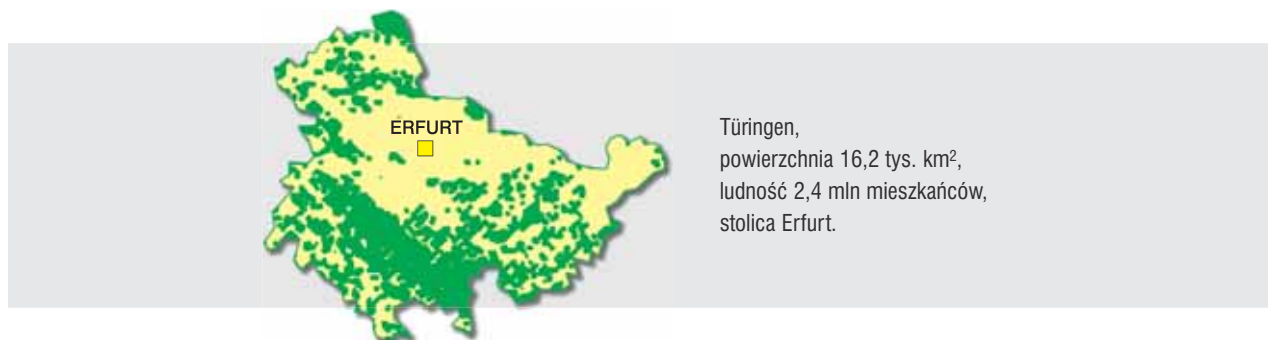 ERFURT
Türingen,
powierzchnia 16,2 tys. km²,
ludność 2,4 mln mieszkańców,
stolica Erfurt.